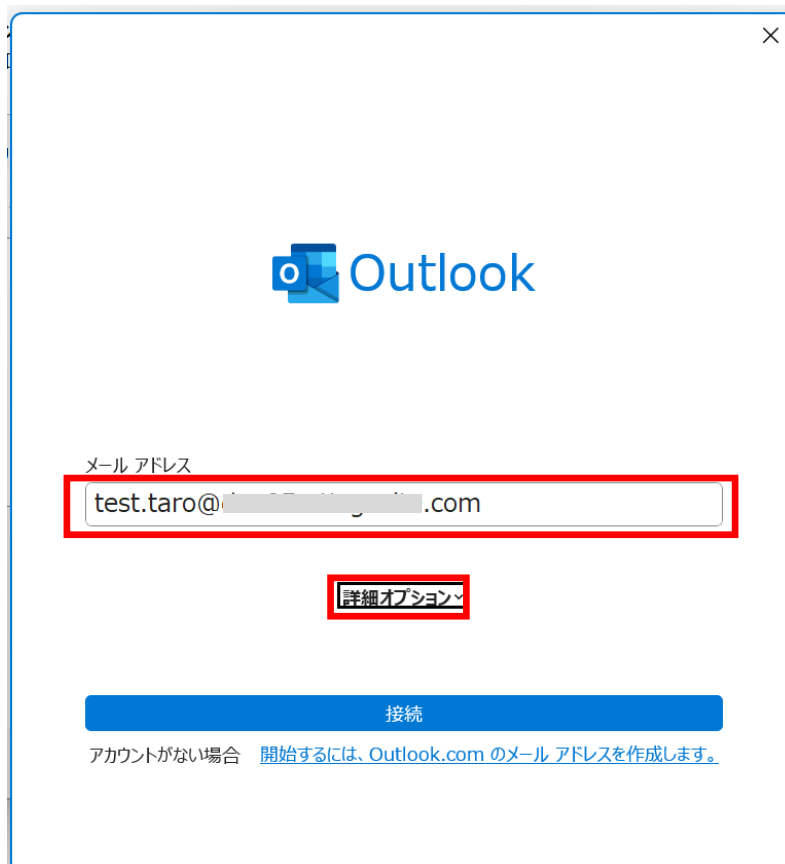 Outlook
メール アドレス
test.taro@ .com
詳細オプション
接続
アカウントがない場合 開始するには、Outlook.com のメール アドレスを作成します。